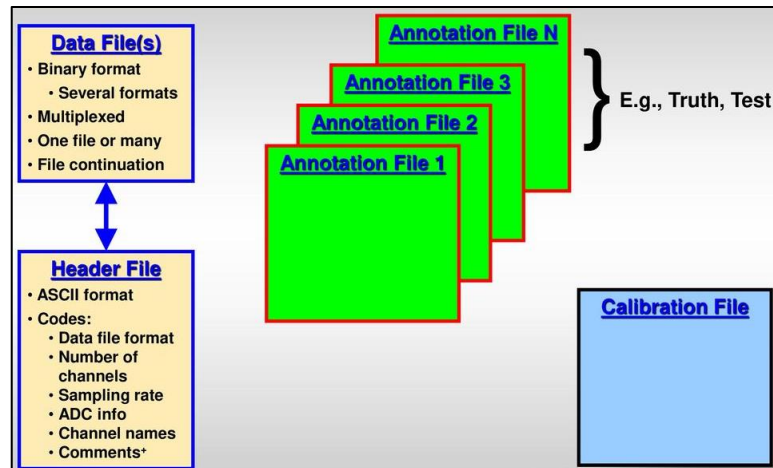 Data File(s)
• Binary format
• Several formats
• Multiplexed
• One file or many
• File continuation
Header File
• ASCII format
• Codes:
• Data file format
• Number of
channels
• Sampling rate
• ADC info
• Channel names
• Comments⁺
Annotation File N
Annotation File 3
Annotation File 2
Annotation File 1
} E.g., Truth, Test
Calibration File